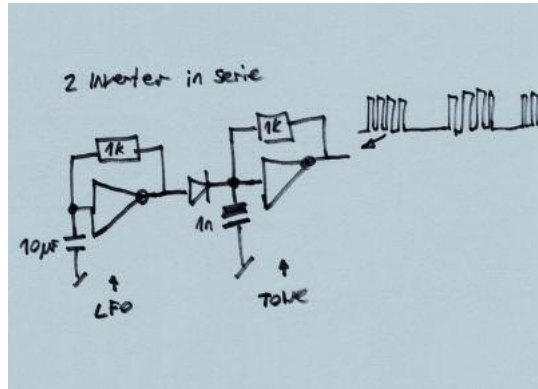 2 Inverter in serie
1k
1k
10µF
1n
LFO
TONE